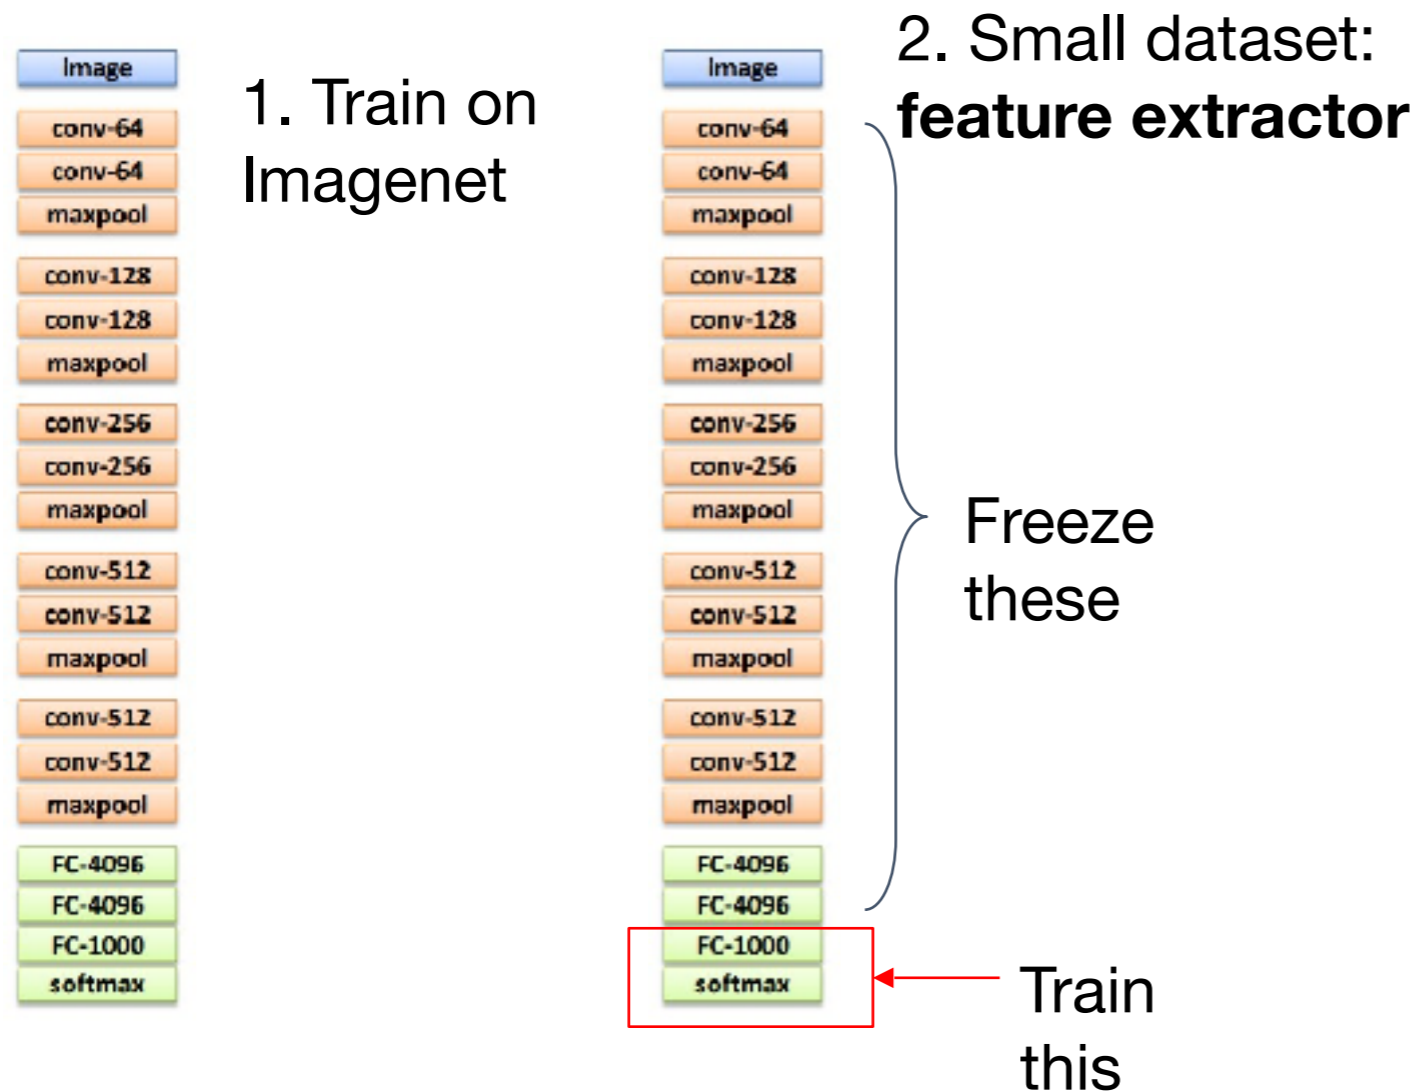 Image
conv-64
conv-64
maxpool
conv-128
conv-128
maxpool
conv-256
conv-256
maxpool
conv-512
conv-512
maxpool
conv-512
conv-512
maxpool
FC-4096
FC-4096
FC-1000
softmax
1. Train on
Imagenet
Image
conv-64
conv-64
maxpool
conv-128
conv-128
maxpool
conv-256
conv-256
maxpool
conv-512
conv-512
maxpool
conv-512
conv-512
maxpool
FC-4096
FC-4096
FC-1000
softmax
2. Small dataset:
feature extractor
Freeze
these
Train
this